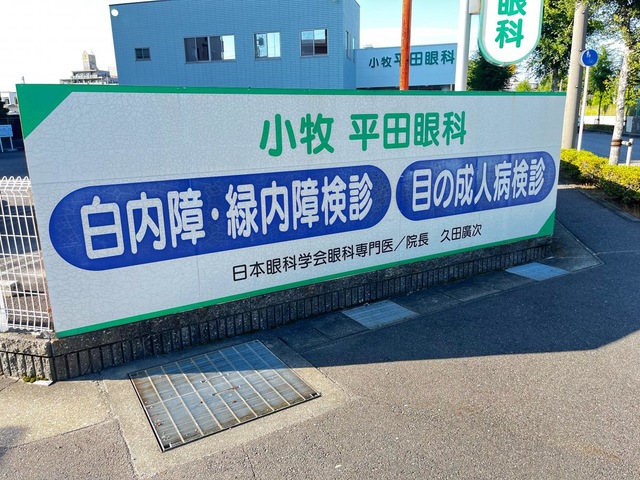 眼科
小牧平田眼科
小牧 平田眼科
白内障・緑内障検診
目の成人病検診
日本眼科学会眼科専門医／院長 久田廣次